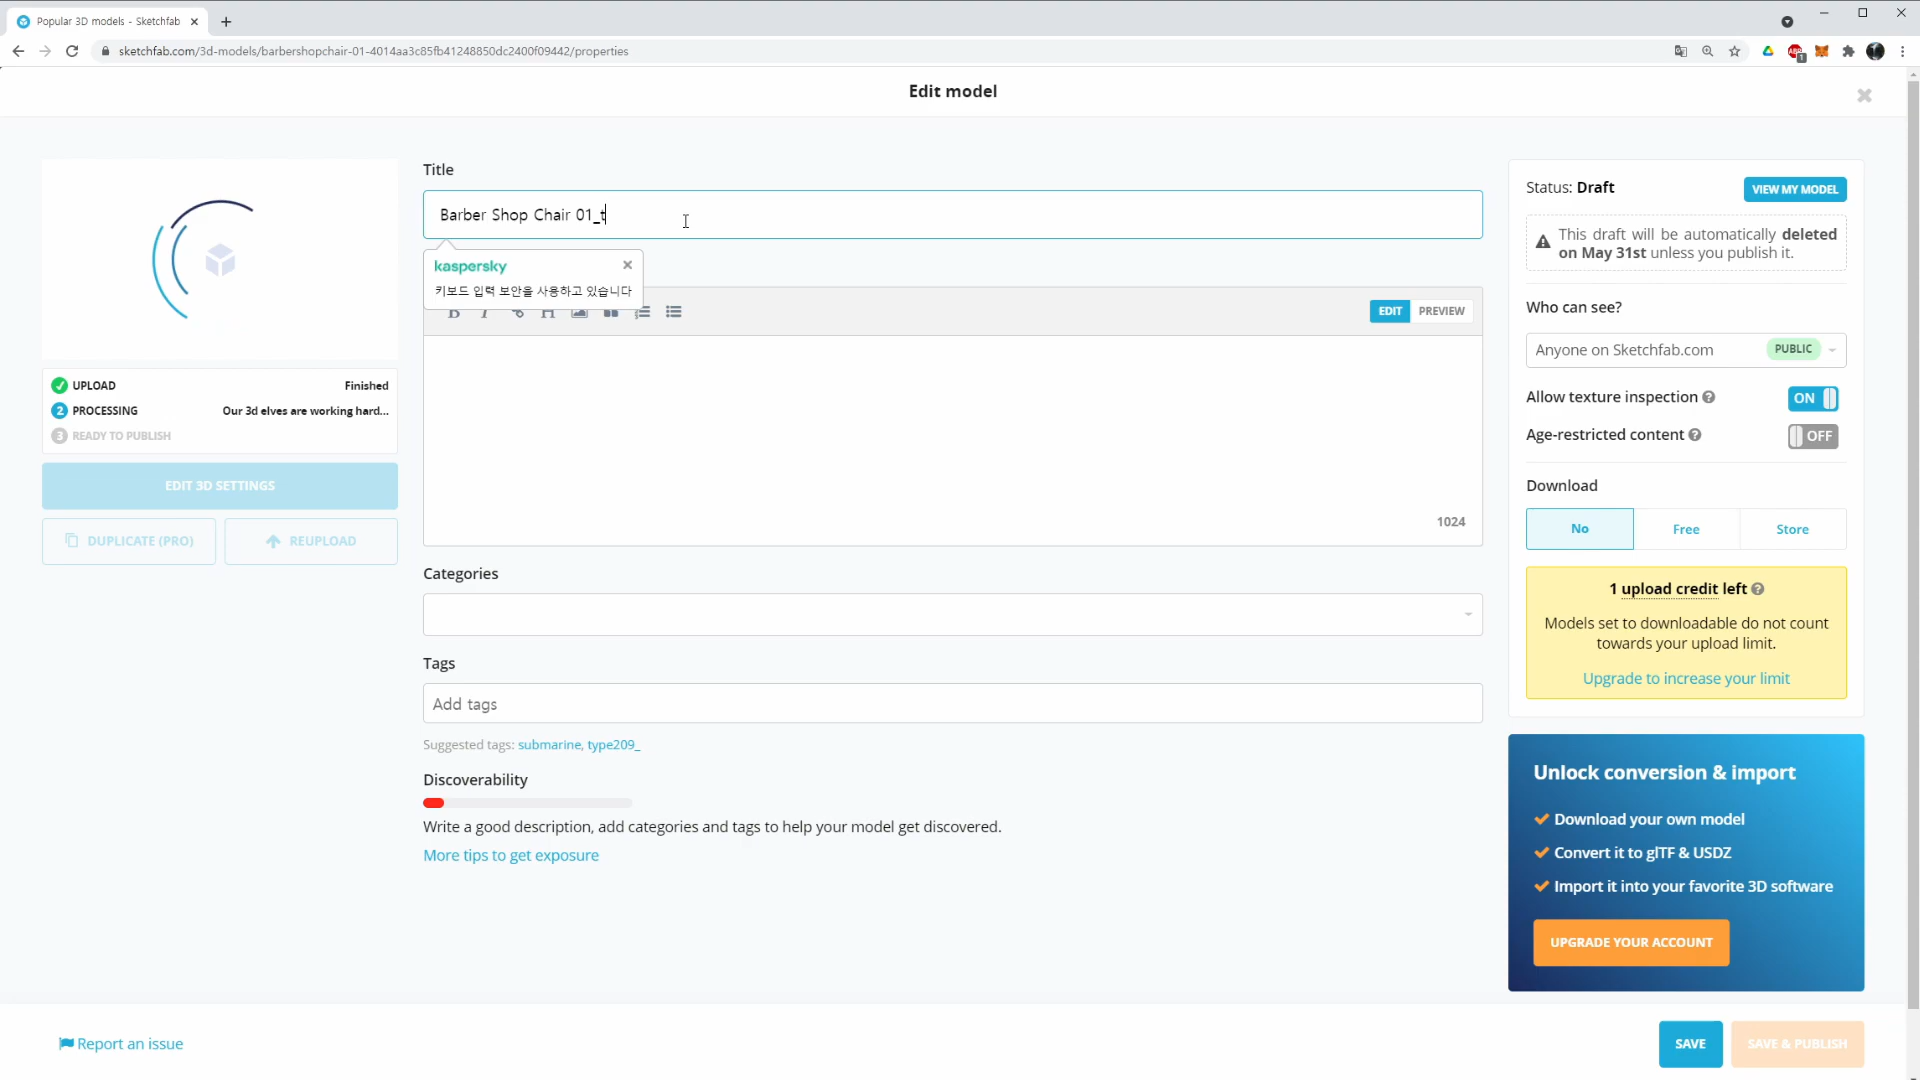 Popular 3D models - Sketchfab
sketchfab.com/3d-models/barbershopchair-01-4014aa3c85fb41248850dc2400f09442/properties
Edit model
Title
Barber Shop Chair 01_t
kaspersky
키보드 입력 보안을 사용하고 있습니다
EDIT PREVIEW
1024
UPLOAD Finished
2 PROCESSING Our 3d elves are working hard...
3 READY TO PUBLISH
EDIT 3D SETTINGS
DUPLICATE (PRO) REUPLOAD
Categories
Tags
Add tags
Suggested tags: submarine, type209_
Discoverability
Write a good description, add categories and tags to help your model get discovered.
More tips to get exposure
Status: Draft VIEW MY MODEL
This draft will be automatically deleted
on May 31st unless you publish it.
Who can see?
Anyone on Sketchfab.com PUBLIC
Allow texture inspection ? ON
Age-restricted content ? OFF
Download
No Free Store
1 upload credit left ?
Models set to downloadable do not count
towards your upload limit.
Upgrade to increase your limit
Unlock conversion & import
Download your own model
Convert it to glTF & USDZ
Import it into your favorite 3D software
UPGRADE YOUR ACCOUNT
Report an issue
SAVE SAVE & PUBLISH